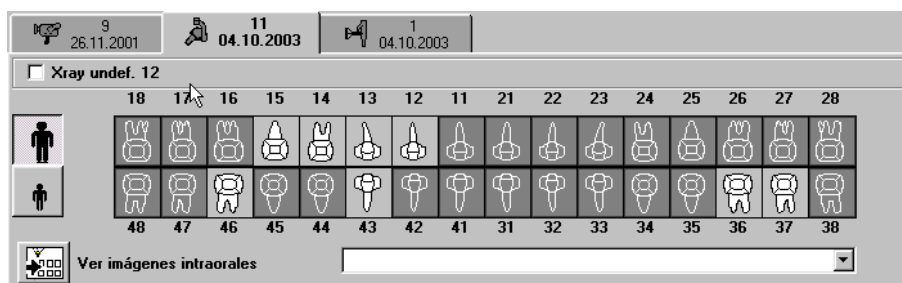 9
26.11.2001
11
04.10.2003
1
04.10.2003
Xray undef. 12
18 17 16 15 14 13 12 11 21 22 23 24 25 26 27 28
48 47 46 45 44 43 42 41 31 32 33 34 35 36 37 38
Ver imágenes intraorales